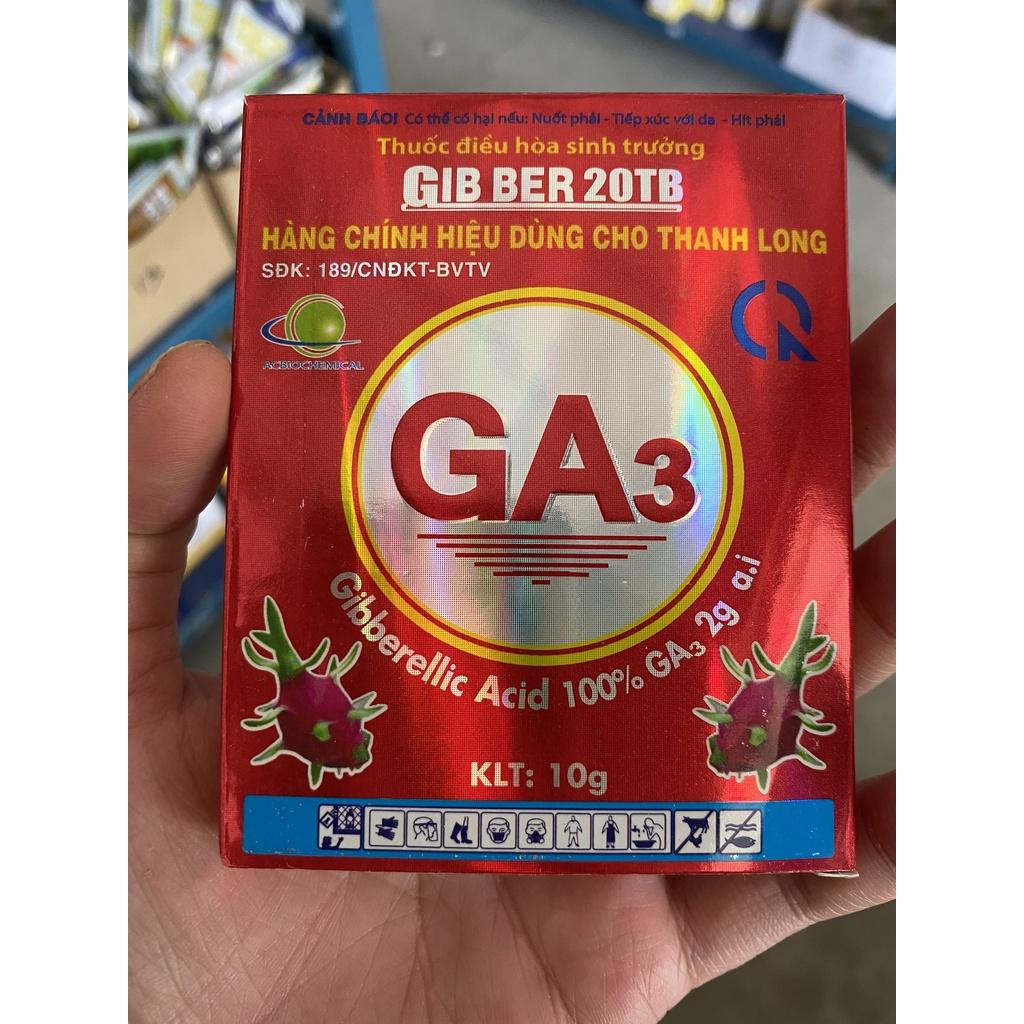 CẢNH BÁO! Có thể có hại nếu: Nuốt phải - Tiếp xúc với da - Hít phải
Thuốc điều hòa sinh trưởng
GIB BER 20TB
HÀNG CHÍNH HIỆU DÙNG CHO THANH LONG
SĐK: 189/CNĐKT-BVTV
ACBIOCHEMICAL
CR
GA3
Gibberellic Acid 100% GA3 2g a.i
KLT: 10g